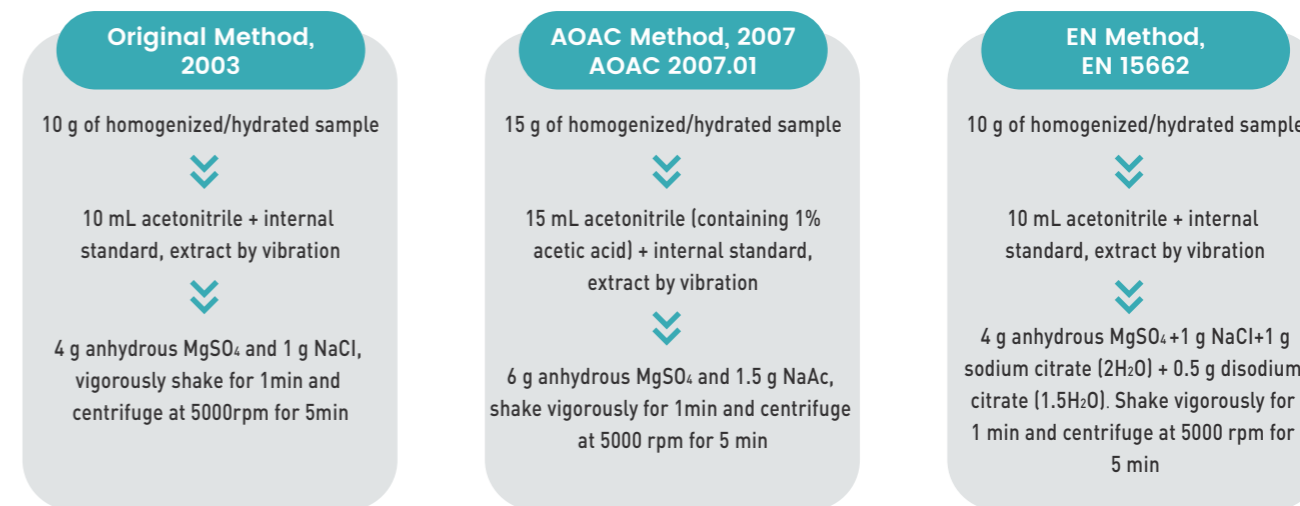 Original Method,
2003
10 g of homogenized/hydrated sample
10 mL acetonitrile + internal
standard, extract by vibration
4 g anhydrous MgSO₄ and 1 g NaCl,
vigorously shake for 1min and
centrifuge at 5000rpm for 5min
AOAC Method, 2007
AOAC 2007.01
15 g of homogenized/hydrated sample
15 mL acetonitrile (containing 1%
acetic acid) + internal standard,
extract by vibration
6 g anhydrous MgSO₄ and 1.5 g NaAc,
shake vigorously for 1min and centrifuge
at 5000 rpm for 5 min
EN Method,
EN 15662
10 g of homogenized/hydrated sample
10 mL acetonitrile + internal
standard, extract by vibration
4 g anhydrous MgSO₄+1 g NaCl+1 g
sodium citrate (2H₂O) + 0.5 g disodium
citrate (1.5H₂O). Shake vigorously for
1 min and centrifuge at 5000 rpm for
5 min